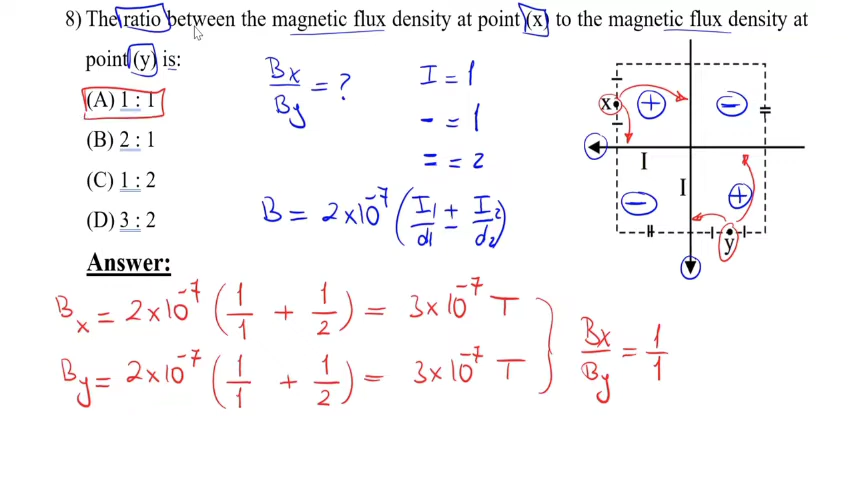 8) The ratio between the magnetic flux density at point (x) to the magnetic flux density at
point (y) is:
(A) 1 : 1
(B) 2 : 1
(C) 1 : 2
(D) 3 : 2
Answer:
Bx/By = ?
I = 1
- = 1
= = 2
B = 2×10⁻⁷ (I1/d1 ± I2/d2)
x
+
-
I
I
-
+
y
Bx = 2×10⁻⁷ (1/1 + 1/2) = 3×10⁻⁷ T
By = 2×10⁻⁷ (1/1 + 1/2) = 3×10⁻⁷ T
Bx/By = 1/1